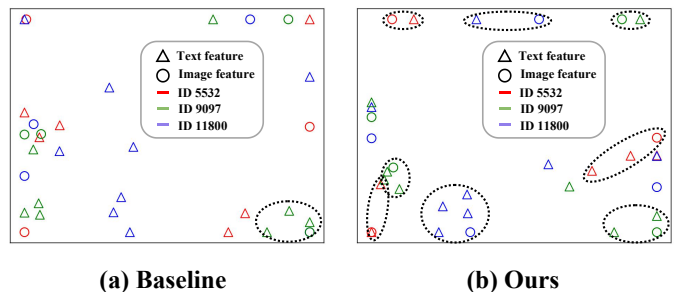 Text feature
Image feature
ID 5532
ID 9097
ID 11800
(a) Baseline
Text feature
Image feature
ID 5532
ID 9097
ID 11800
(b) Ours